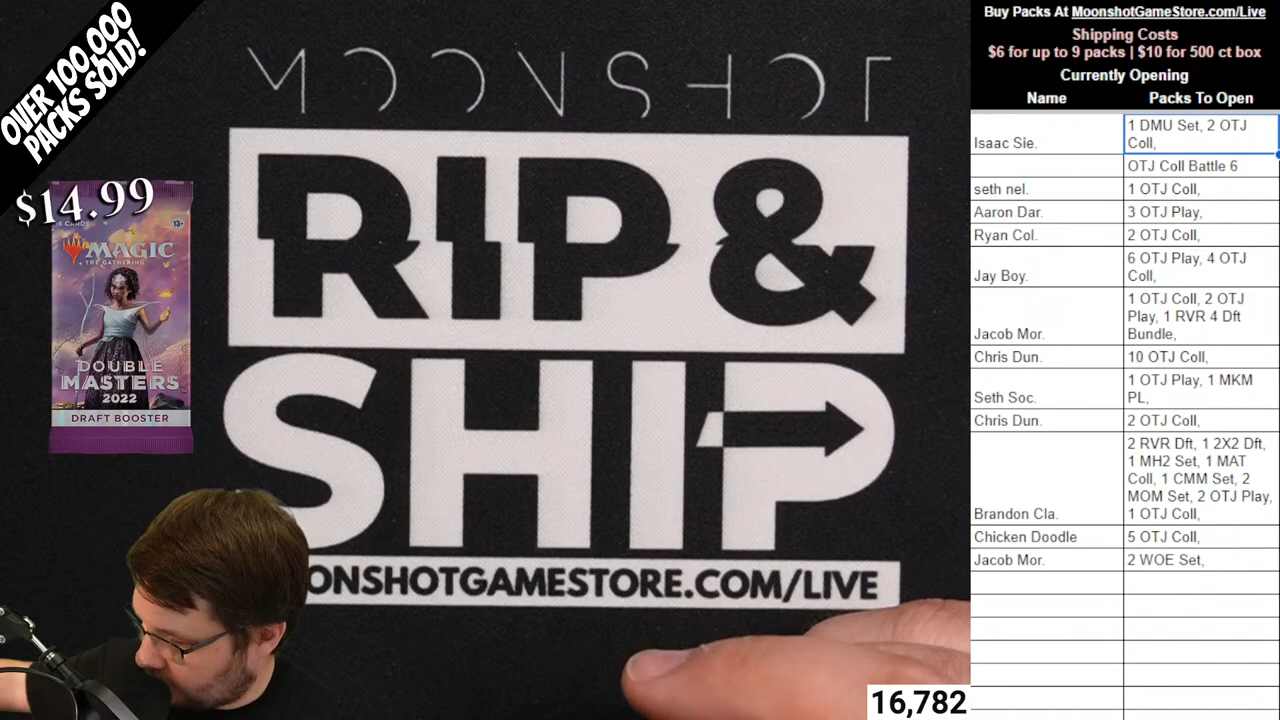 OVER 100,000
PACKS SOLD!
$14.99
13+
MAGIC
THE GATHERING
DOUBLE
MASTERS
2022
DRAFT BOOSTER
MOONSHOT
RIP &
SHIP
ONSHOTGAMESTORE.COM/LIVE
16,782
Buy Packs At MoonshotGameStore.com/Live
Shipping Costs
$6 for up to 9 packs | $10 for 500 ct box
Currently Opening
Name Packs To Open
Isaac Sie. 1 DMU Set, 2 OTJ
Coll,
OTJ Coll Battle 6
seth nel. 1 OTJ Coll,
Aaron Dar. 3 OTJ Play,
Ryan Col. 2 OTJ Coll,
Jay Boy. 6 OTJ Play, 4 OTJ
Coll,
Jacob Mor. 1 OTJ Coll, 2 OTJ
Play, 1 RVR 4 Dft
Bundle,
Chris Dun. 10 OTJ Coll,
Seth Soc. 1 OTJ Play, 1 MKM
PL,
Chris Dun. 2 OTJ Coll,
Brandon Cla. 2 RVR Dft, 1 2X2 Dft,
1 MH2 Set, 1 MAT
Coll, 1 CMM Set, 2
MOM Set, 2 OTJ Play,
1 OTJ Coll,
Chicken Doodle 5 OTJ Coll,
Jacob Mor. 2 WOE Set,